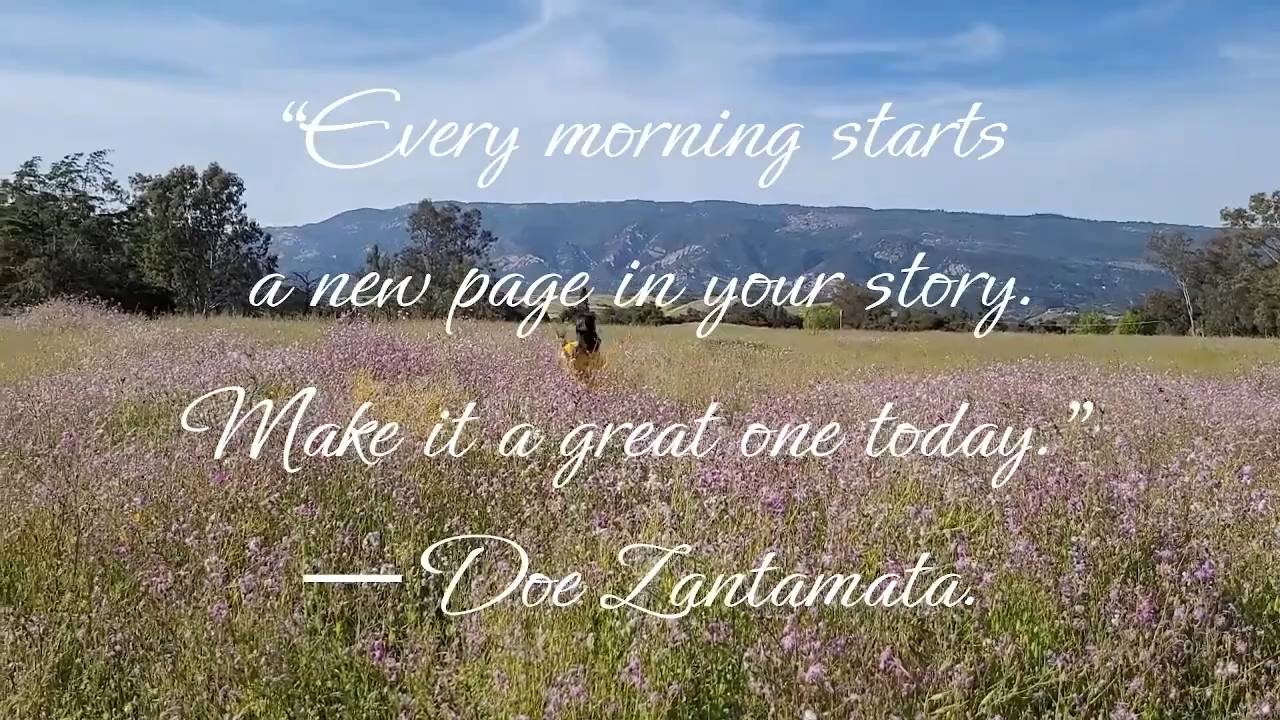 “Every morning starts
a new page in your story.
Make it a great one today.”
— Doe Zantamata.